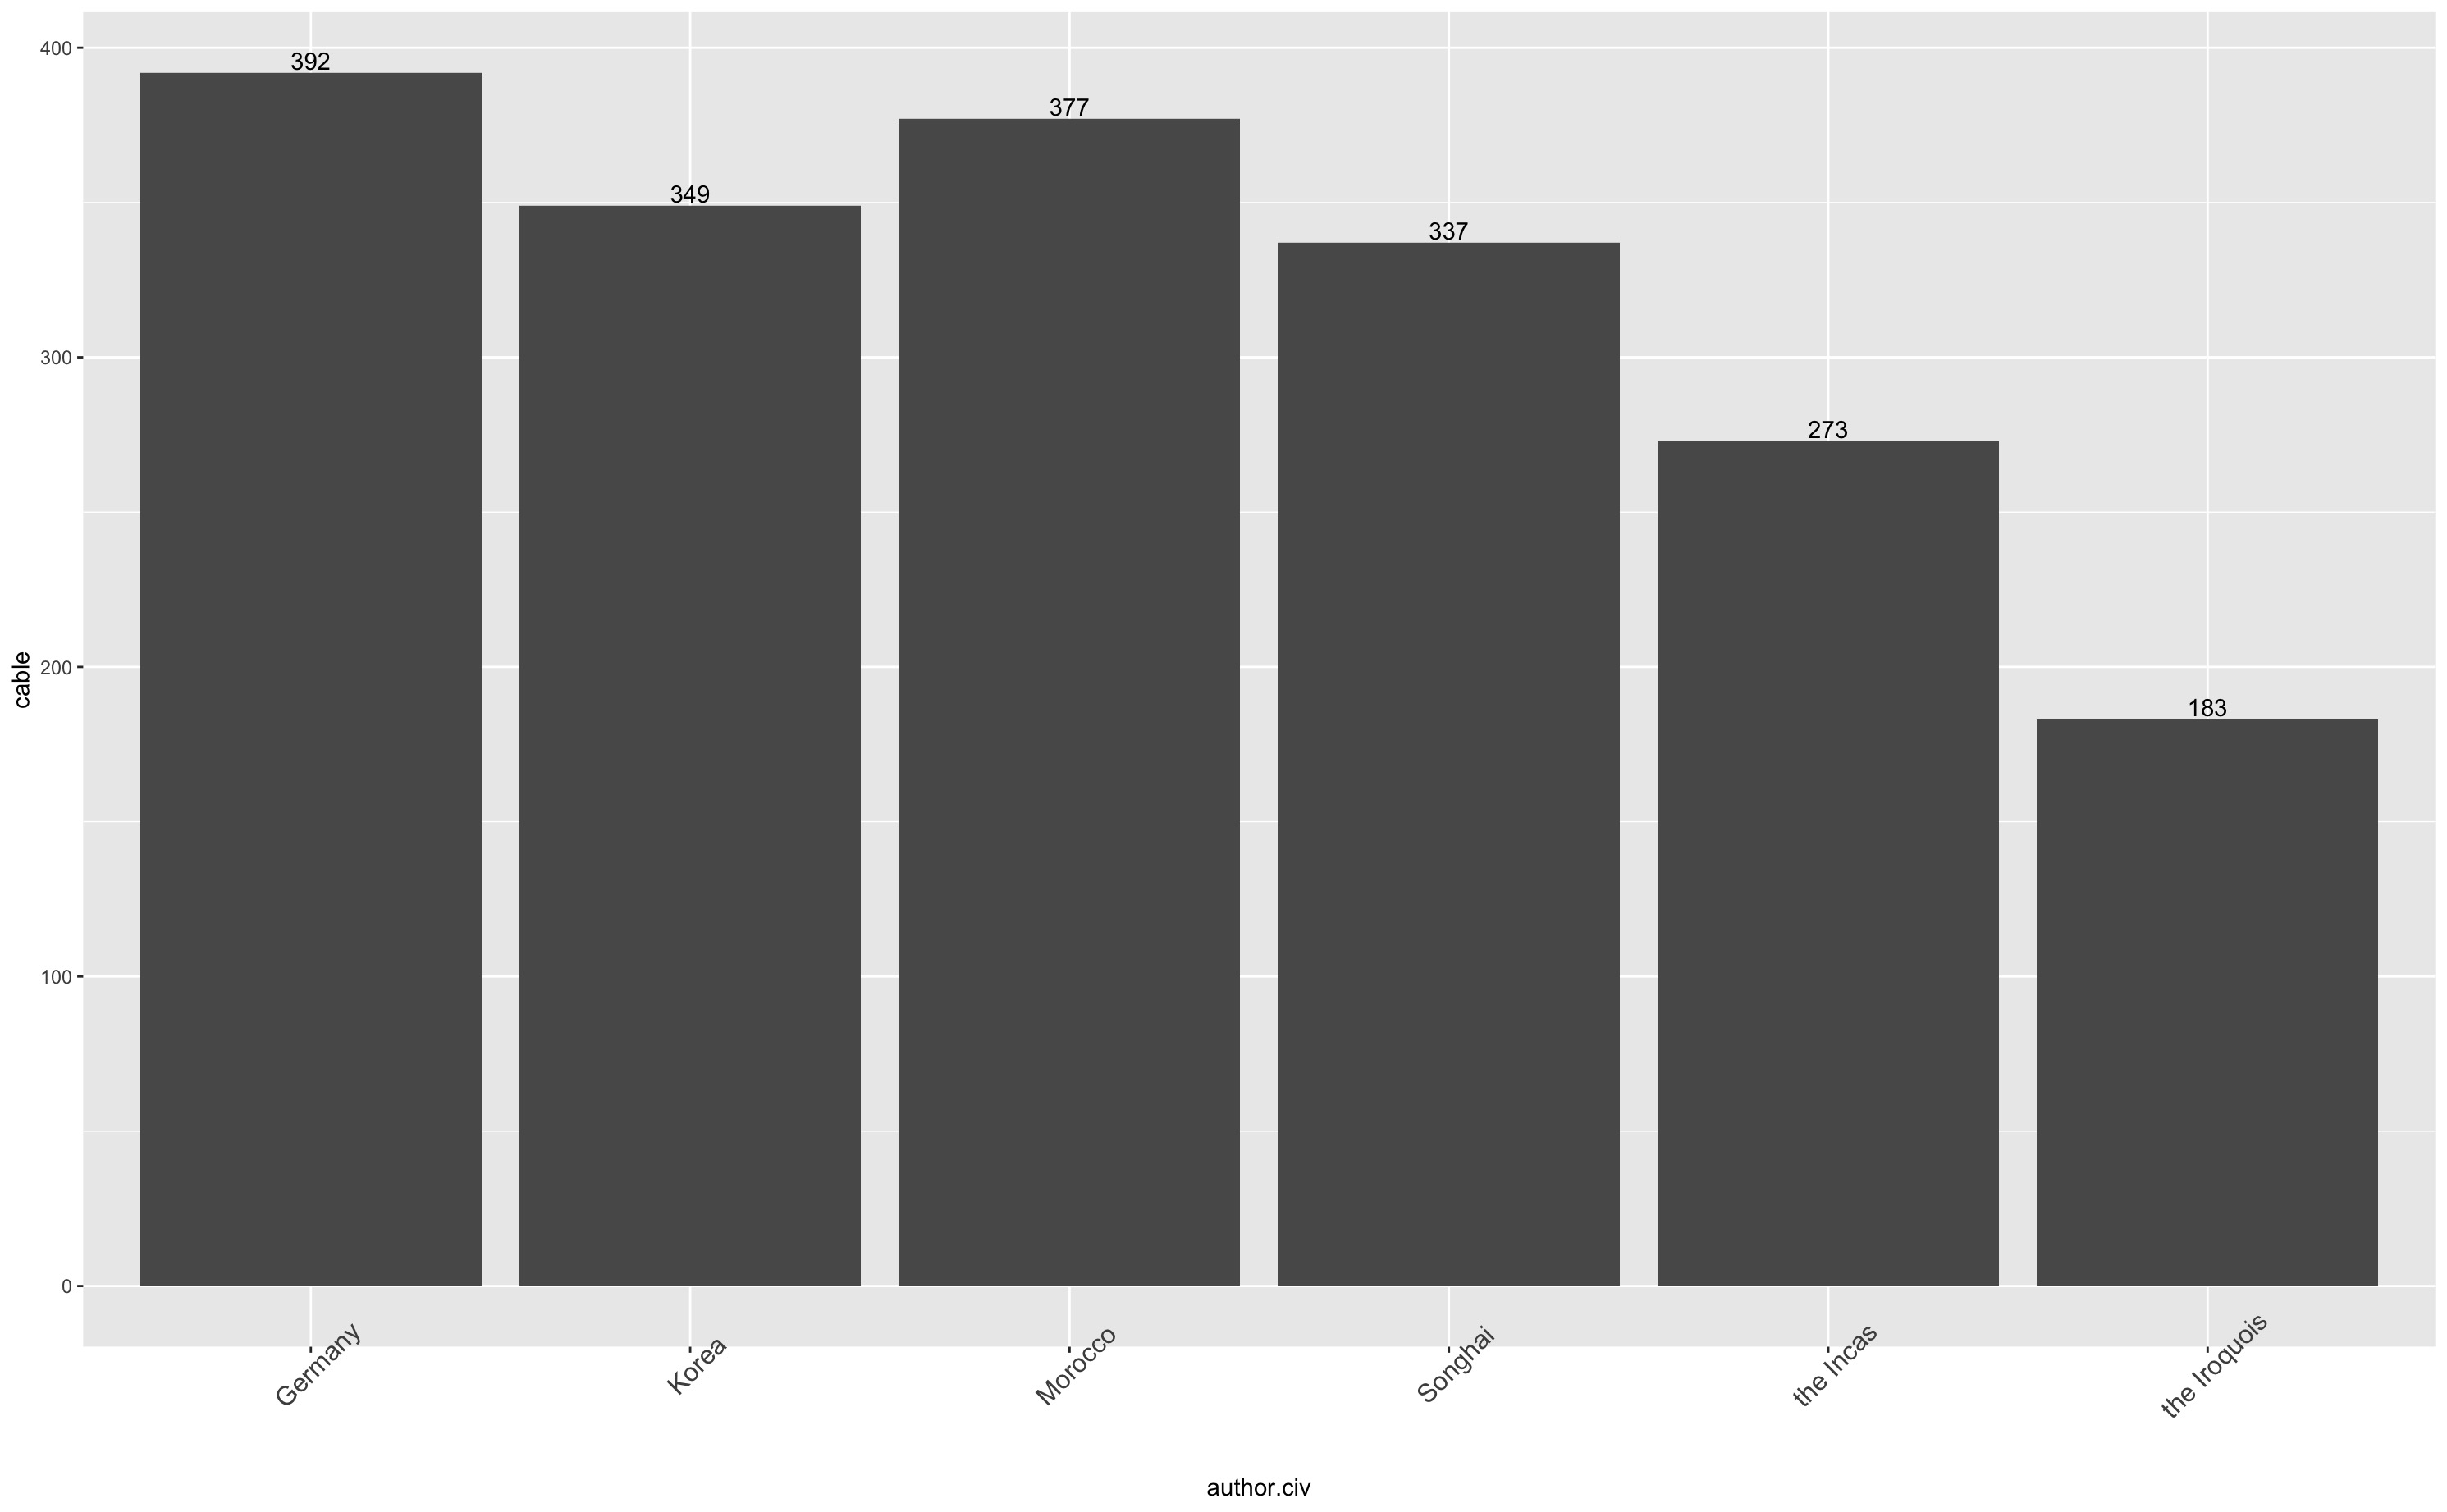 400
300
200
100
0
cable
392
349
377
337
273
183
Germany
Korea
Morocco
Songhai
the Incas
the Iroquois
author.civ